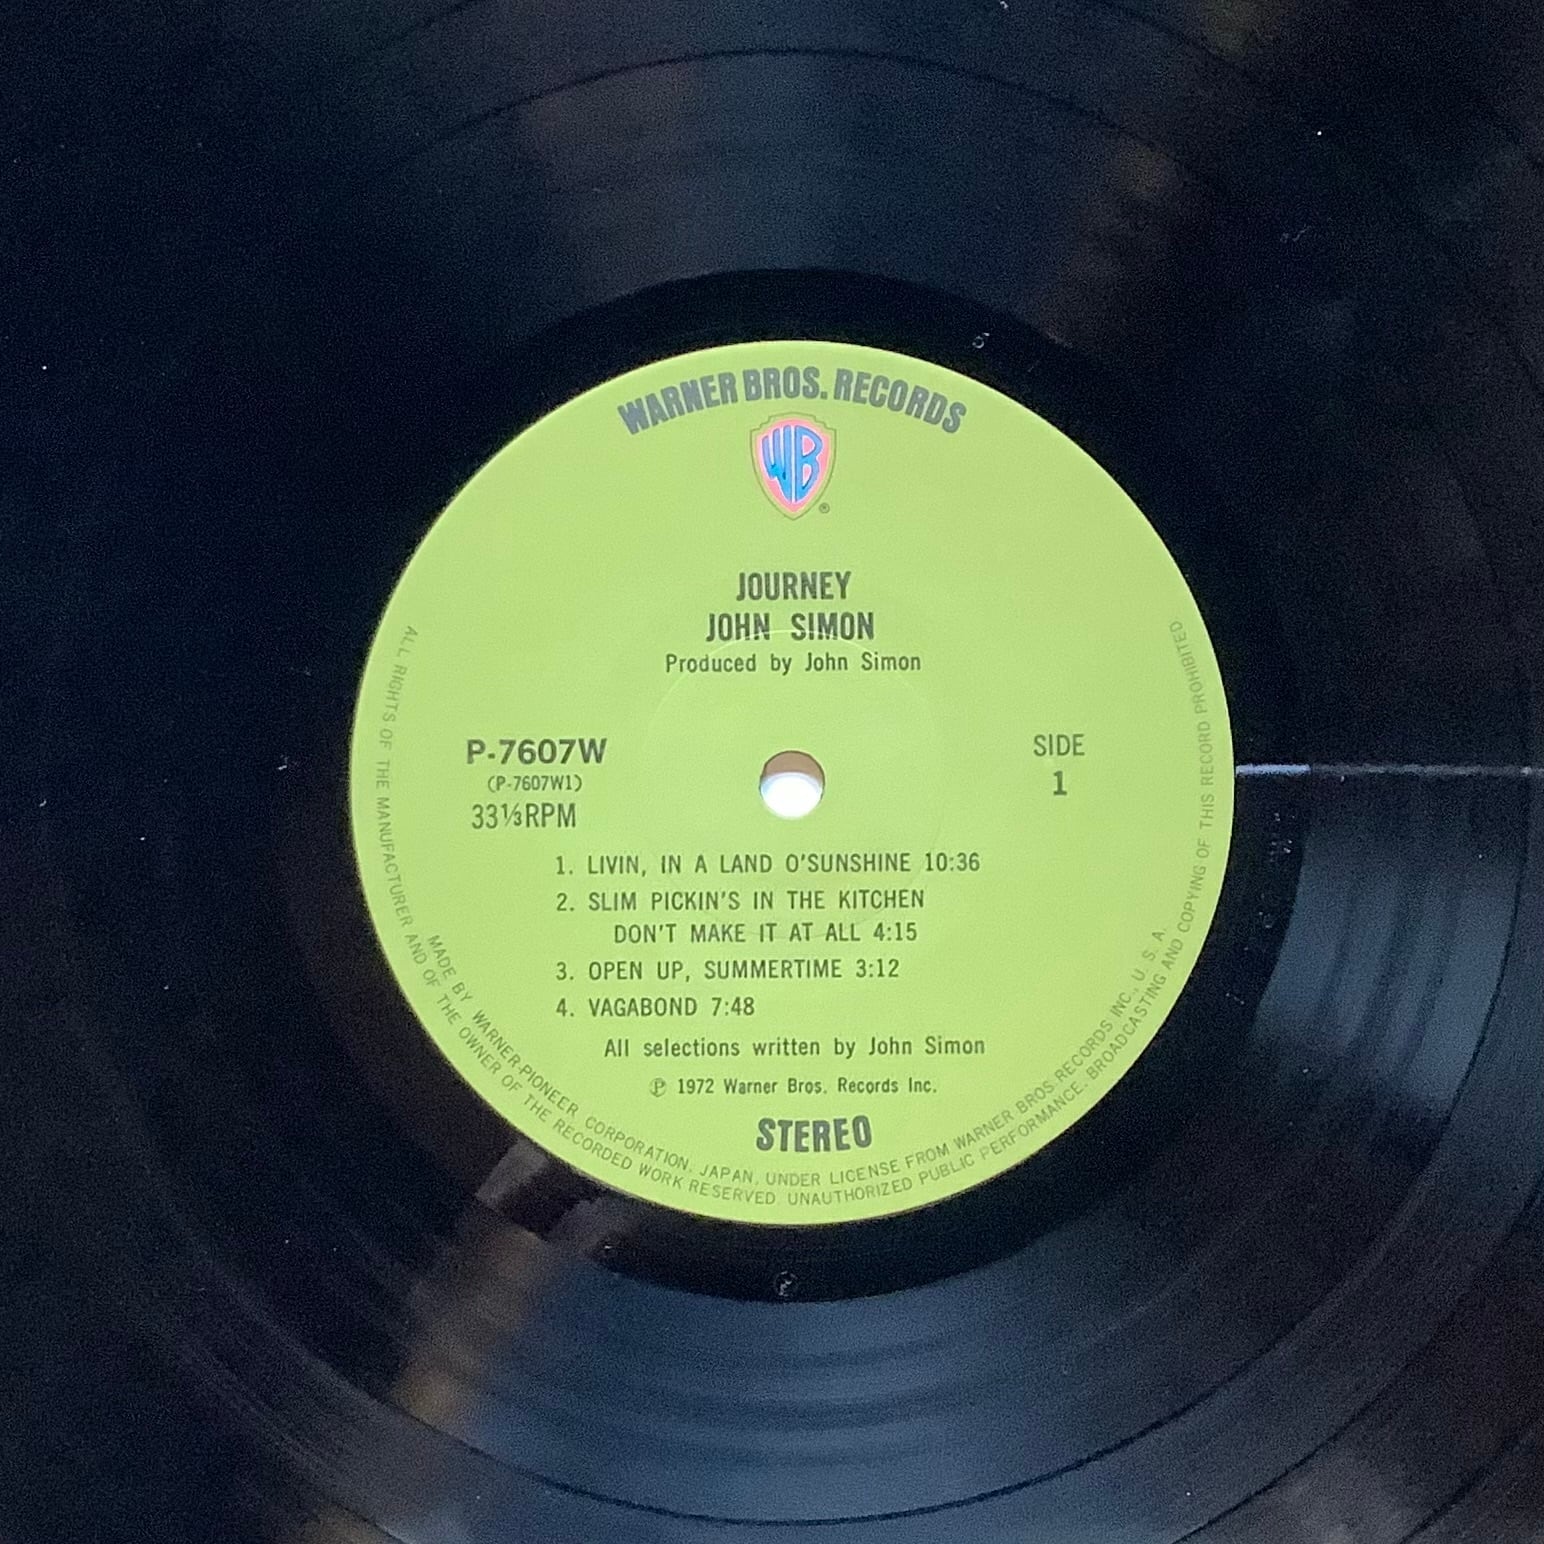 WARNER BROS. RECORDS
WB
®
JOURNEY
JOHN SIMON
Produced by John Simon
P-7607W
(P-7607W1)
33⅓RPM
SIDE
1
1. LIVIN, IN A LAND O'SUNSHINE 10:36
2. SLIM PICKIN'S IN THE KITCHEN
DON'T MAKE IT AT ALL 4:15
3. OPEN UP, SUMMERTIME 3:12
4. VAGABOND 7:48
All selections written by John Simon
℗ 1972 Warner Bros. Records Inc.
STEREO
MADE BY WARNER-PIONEER CORPORATION, JAPAN, UNDER LICENSE FROM WARNER BROS RECORDS INC., U. S. A.
ALL RIGHTS OF THE MANUFACTURER AND OF THE OWNER OF THE RECORDED WORK RESERVED. UNAUTHORIZED PUBLIC PERFORMANCE, BROADCASTING AND COPYING OF THIS RECORD PROHIBITED